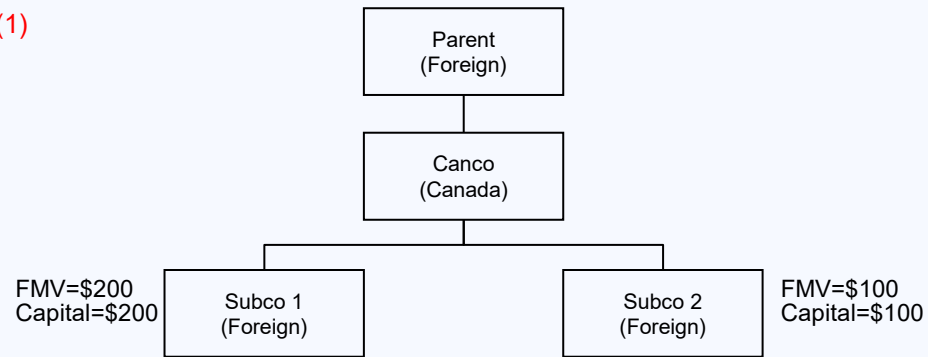 (1)
Parent
(Foreign)
Canco
(Canada)
FMV=$200
Capital=$200
Subco 1
(Foreign)
Subco 2
(Foreign)
FMV=$100
Capital=$100